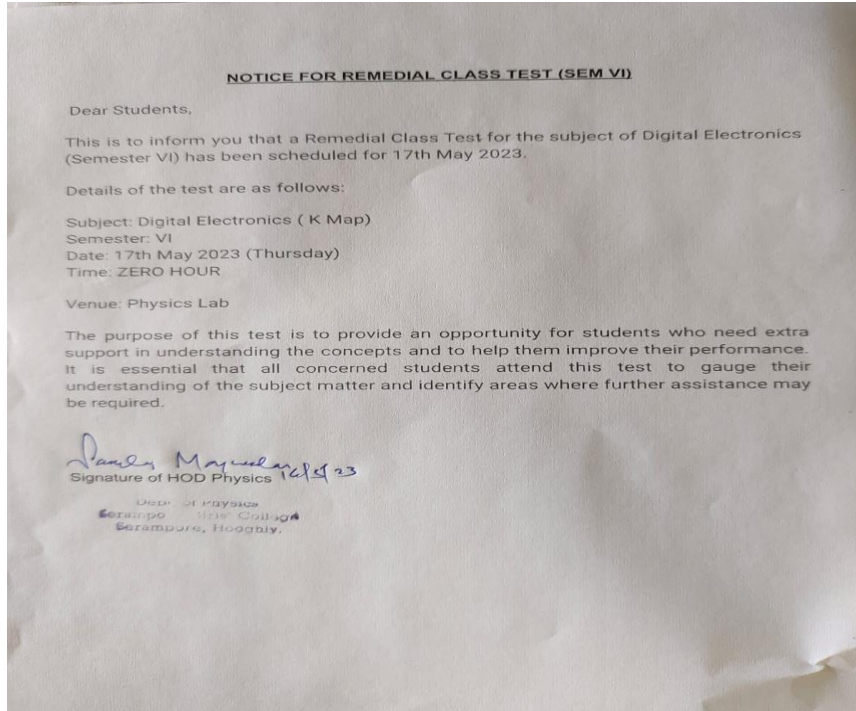 NOTICE FOR REMEDIAL CLASS TEST (SEM VI)
Dear Students,
This is to inform you that a Remedial Class Test for the subject of Digital Electronics
(Semester VI) has been scheduled for 17th May 2023.
Details of the test are as follows:
Subject: Digital Electronics ( K Map)
Semester: VI
Date: 17th May 2023 (Thursday)
Time: ZERO HOUR
Venue: Physics Lab
The purpose of this test is to provide an opportunity for students who need extra
support in understanding the concepts and to help them improve their performance.
It is essential that all concerned students attend this test to gauge their
understanding of the subject matter and identify areas where further assistance may
be required.
Signature of HOD Physics
Dept of Physics
College
Serampore, Hooghly.